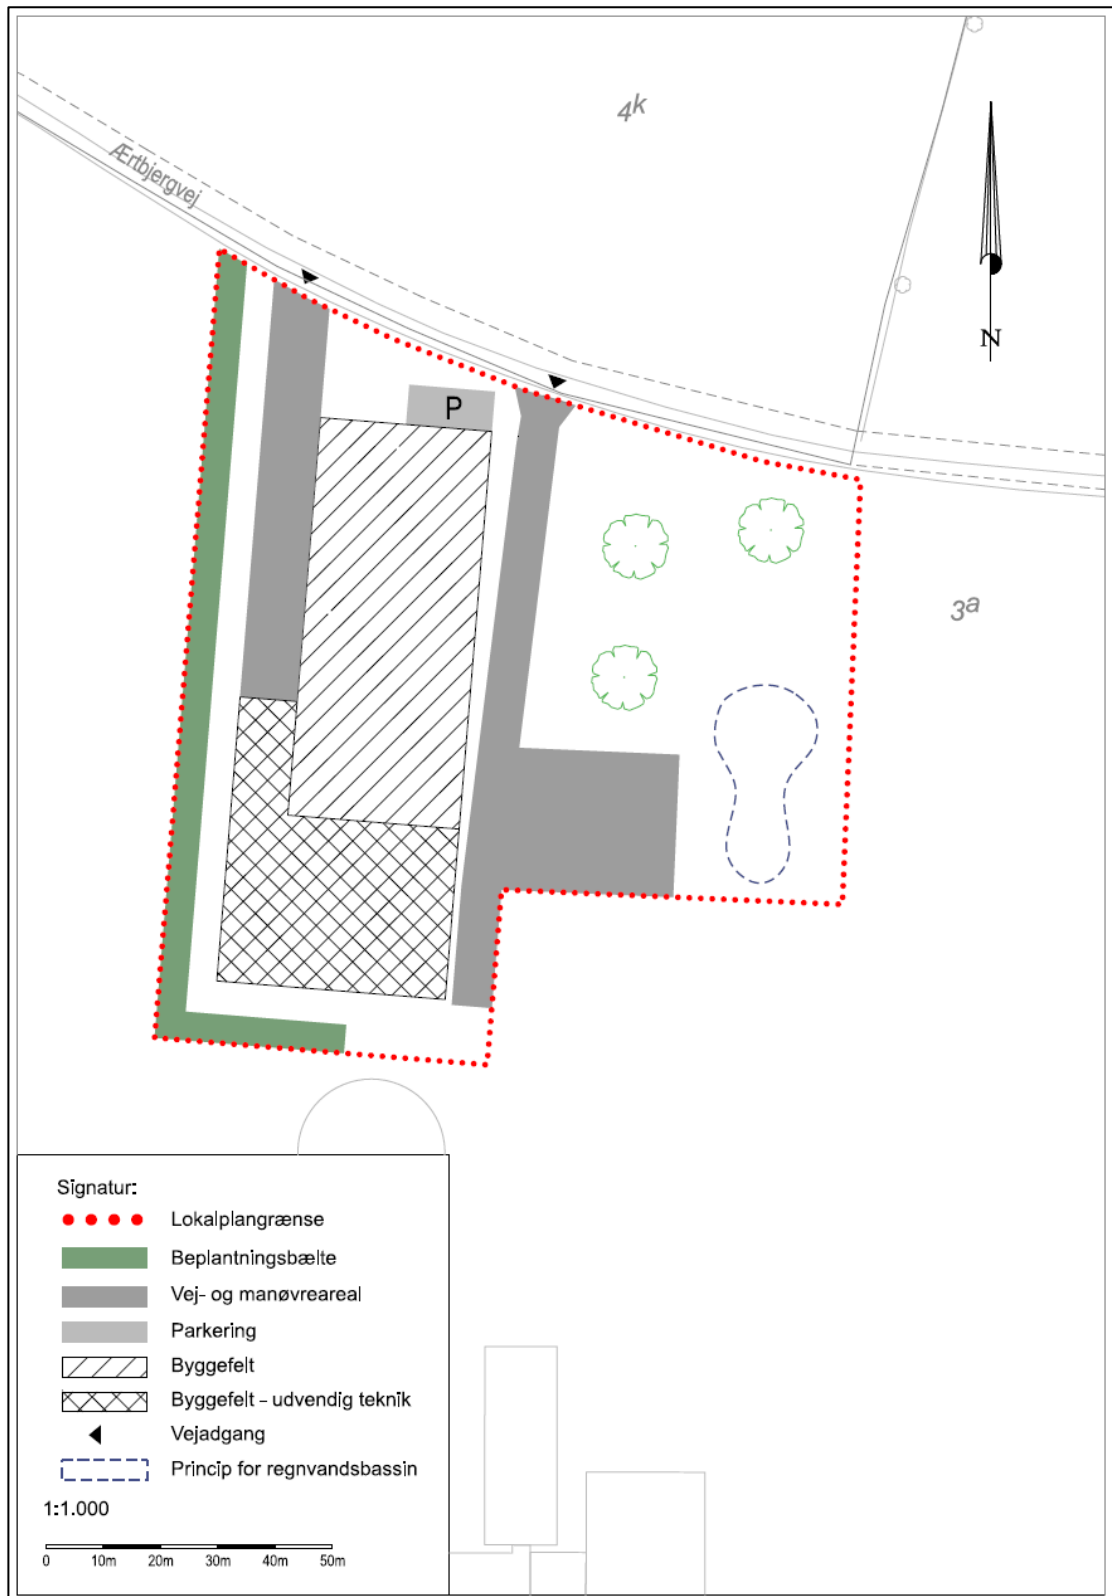 4k
Ærtbjergvej
N
P
3a
Signatur:
Lokalplangrænse
Beplantningsbælte
Vej- og manøvreareal
Parkering
Byggefelt
Byggefelt - udvendig teknik
Vejadgang
Princip for regnvandsbassin
1:1.000
0 10m 20m 30m 40m 50m